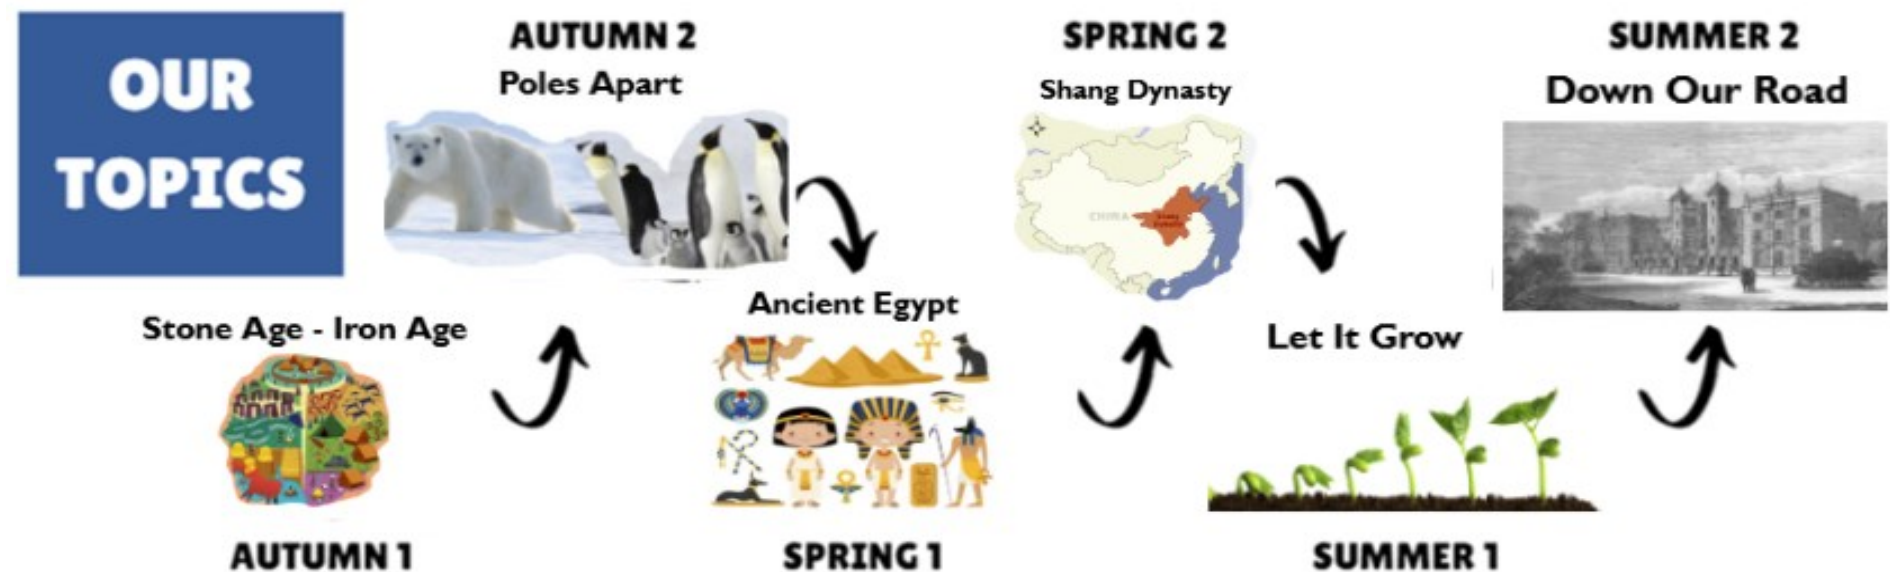 OUR
TOPICS
AUTUMN 2
Poles Apart
SPRING 2
Shang Dynasty
CHINA
SUMMER 2
Down Our Road
Stone Age - Iron Age
Ancient Egypt
Let It Grow
AUTUMN 1
SPRING 1
SUMMER 1